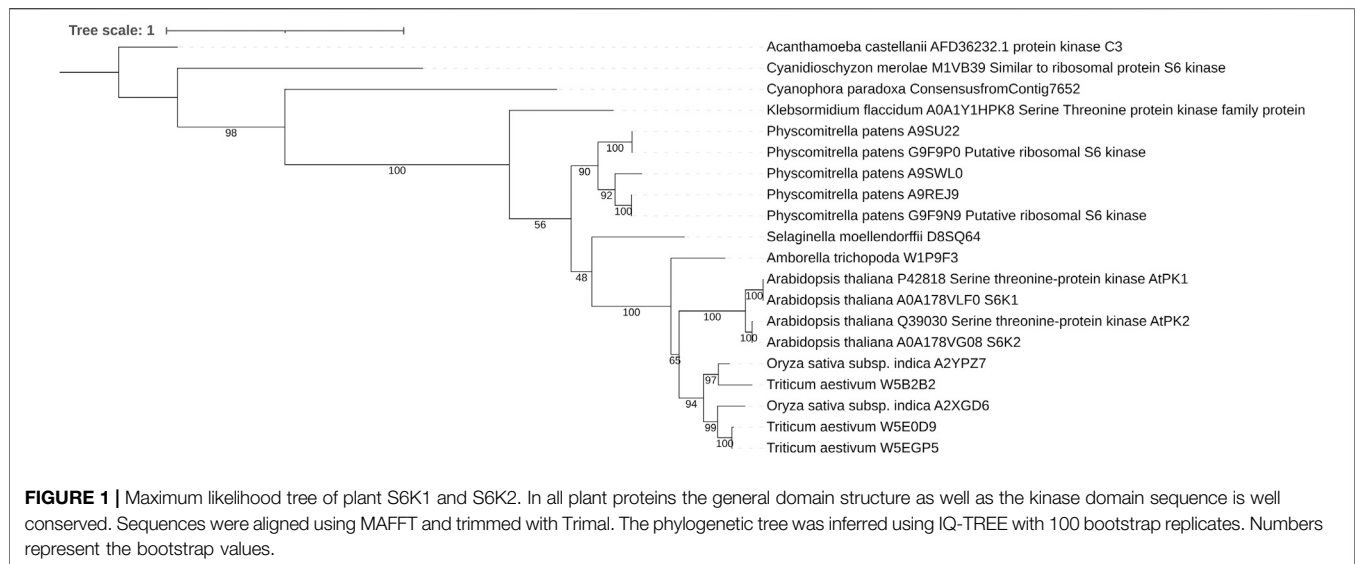 Tree scale: 1
Acanthamoeba castellanii AFD36232.1 protein kinase C3
Cyanidioschyzon merolae M1VB39 Similar to ribosomal protein S6 kinase
Cyanophora paradoxa ConsensusfromContig7652
Klebsormidium flaccidum A0A1Y1HPK8 Serine Threonine protein kinase family protein
98
Physcomitrella patens A9SU22
100
Physcomitrella patens G9F9P0 Putative ribosomal S6 kinase
100
90
Physcomitrella patens A9SWL0
92
Physcomitrella patens A9REJ9
100
Physcomitrella patens G9F9N9 Putative ribosomal S6 kinase
56
Selaginella moellendorffii D8SQ64
Amborella trichopoda W1P9F3
48
Arabidopsis thaliana P42818 Serine threonine-protein kinase AtPK1
100
Arabidopsis thaliana A0A178VLF0 S6K1
100
100
Arabidopsis thaliana Q39030 Serine threonine-protein kinase AtPK2
100
Arabidopsis thaliana A0A178VG08 S6K2
65
Oryza sativa subsp. indica A2YPZ7
97
Triticum aestivum W5B2B2
94
Oryza sativa subsp. indica A2XGD6
99
Triticum aestivum W5E0D9
100
Triticum aestivum W5EGP5
FIGURE 1 | Maximum likelihood tree of plant S6K1 and S6K2. In all plant proteins the general domain structure as well as the kinase domain sequence is well
conserved. Sequences were aligned using MAFFT and trimmed with Trimal. The phylogenetic tree was inferred using IQ-TREE with 100 bootstrap replicates. Numbers
represent the bootstrap values.